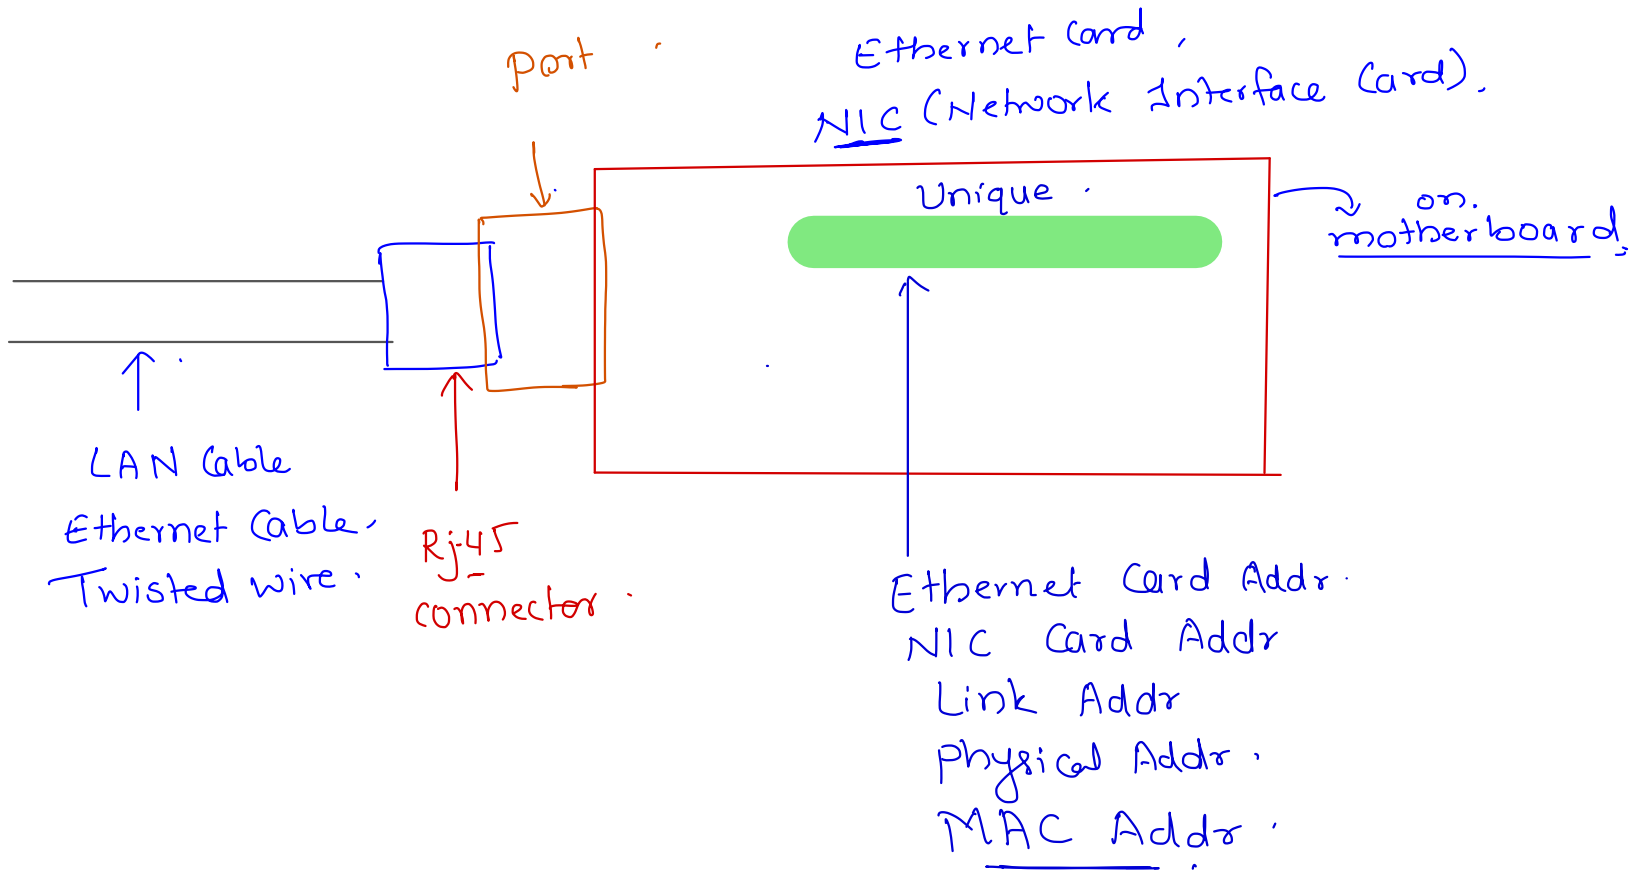 Port
Ethernet Card,
NIC (Network Interface Card).
Unique.
on.
motherboard.
LAN Cable
Ethernet Cable.
Twisted wire.
Rj-45
connector.
Ethernet Card Addr.
NIC Card Addr
Link Addr
Physical Addr.
MAC Addr.